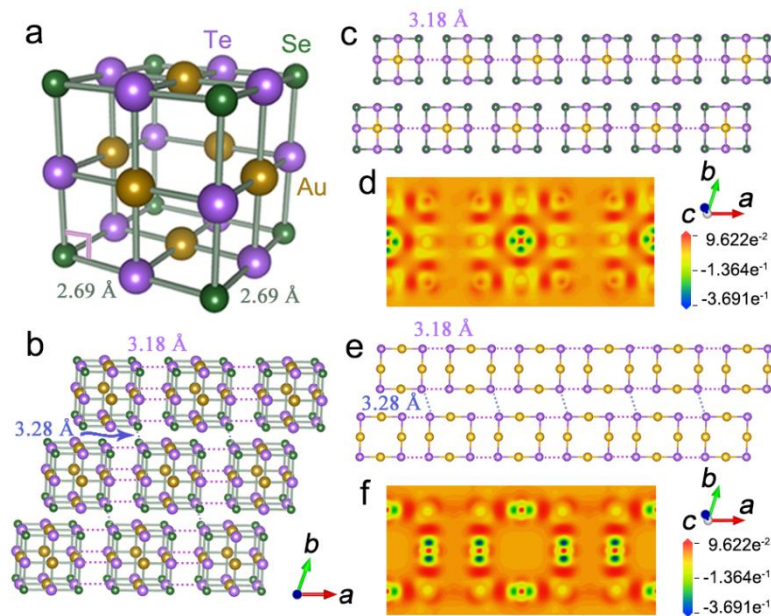 a
Te
Se
Au
2.69 Å
2.69 Å
b
3.18 Å
3.28 Å
b
a
c
3.18 Å
d
b
c
a
9.622e⁻²
-1.364e⁻¹
-3.691e⁻¹
e
3.18 Å
3.28 Å
f
b
c
a
9.622e⁻²
-1.364e⁻¹
-3.691e⁻¹